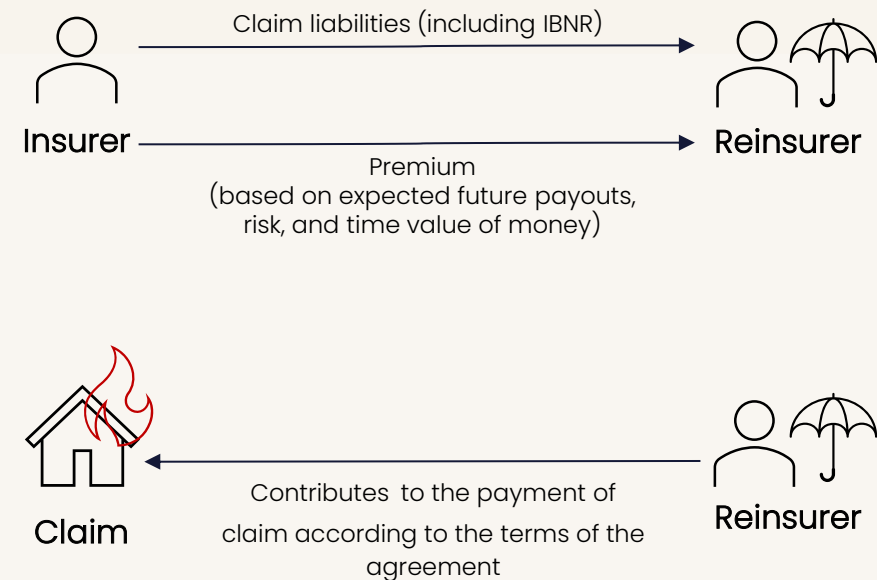 Claim liabilities (including IBNR)
Insurer
Reinsurer
Premium
(based on expected future payouts,
risk, and time value of money)
Contributes to the payment of
claim according to the terms of the
agreement
Claim
Reinsurer